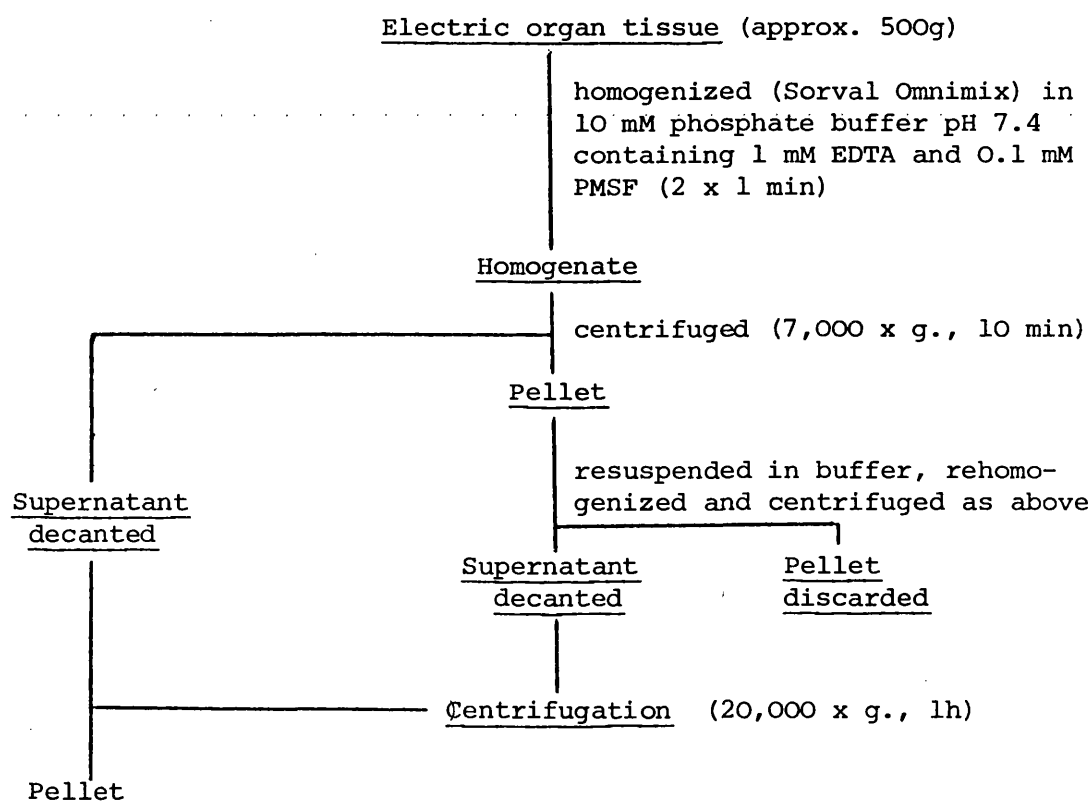 Electric organ tissue (approx. 500g)
homogenized (Sorval Omnimix) in
10 mM phosphate buffer pH 7.4
containing 1 mM EDTA and 0.1 mM
PMSF (2 x 1 min)
Homogenate
centrifuged (7,000 x g., 10 min)
Pellet
resuspended in buffer, rehomo-
genized and centrifuged as above
Supernatant
decanted
Supernatant
decanted
Pellet
discarded
Centrifugation (20,000 x g., 1h)
Pellet